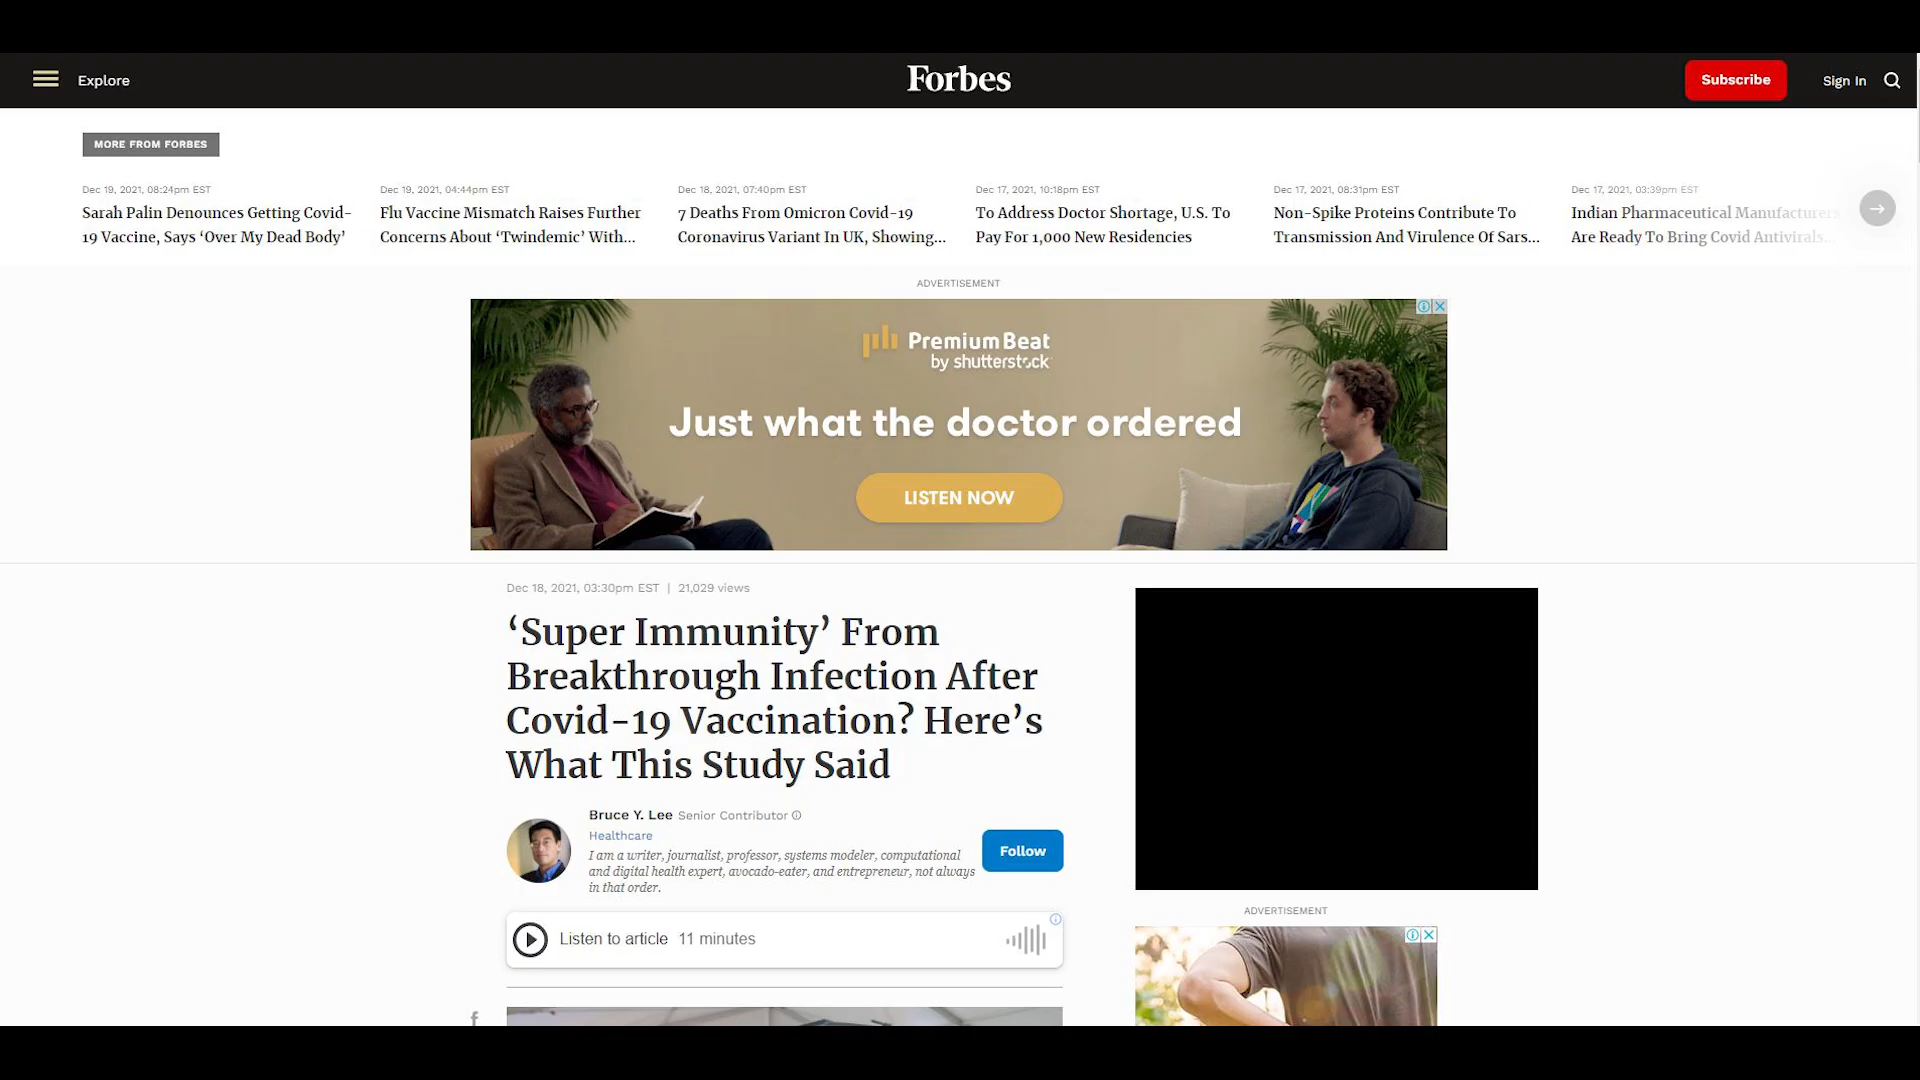 Explore
Forbes
Subscribe
Sign In
MORE FROM FORBES
Dec 19, 2021, 08:24pm EST
Sarah Palin Denounces Getting Covid-
19 Vaccine, Says ‘Over My Dead Body’
Dec 19, 2021, 04:44pm EST
Flu Vaccine Mismatch Raises Further
Concerns About ‘Twindemic’ With...
Dec 18, 2021, 07:40pm EST
7 Deaths From Omicron Covid-19
Coronavirus Variant In UK, Showing...
Dec 17, 2021, 10:18pm EST
To Address Doctor Shortage, U.S. To
Pay For 1,000 New Residencies
Dec 17, 2021, 08:31pm EST
Non-Spike Proteins Contribute To
Transmission And Virulence Of Sars...
Dec 17, 2021, 03:39pm EST
Indian Pharmaceutical Manufacturers
Are Ready To Bring Covid Antivirals...
ADVERTISEMENT
PremiumBeat
by shutterstock
Just what the doctor ordered
LISTEN NOW
Dec 18, 2021, 03:30pm EST | 21,029 views
‘Super Immunity’ From
Breakthrough Infection After
Covid-19 Vaccination? Here’s
What This Study Said
Bruce Y. Lee Senior Contributor
Healthcare
I am a writer, journalist, professor, systems modeler, computational
and digital health expert, avocado-eater, and entrepreneur, not always
in that order.
Follow
Listen to article 11 minutes
ADVERTISEMENT